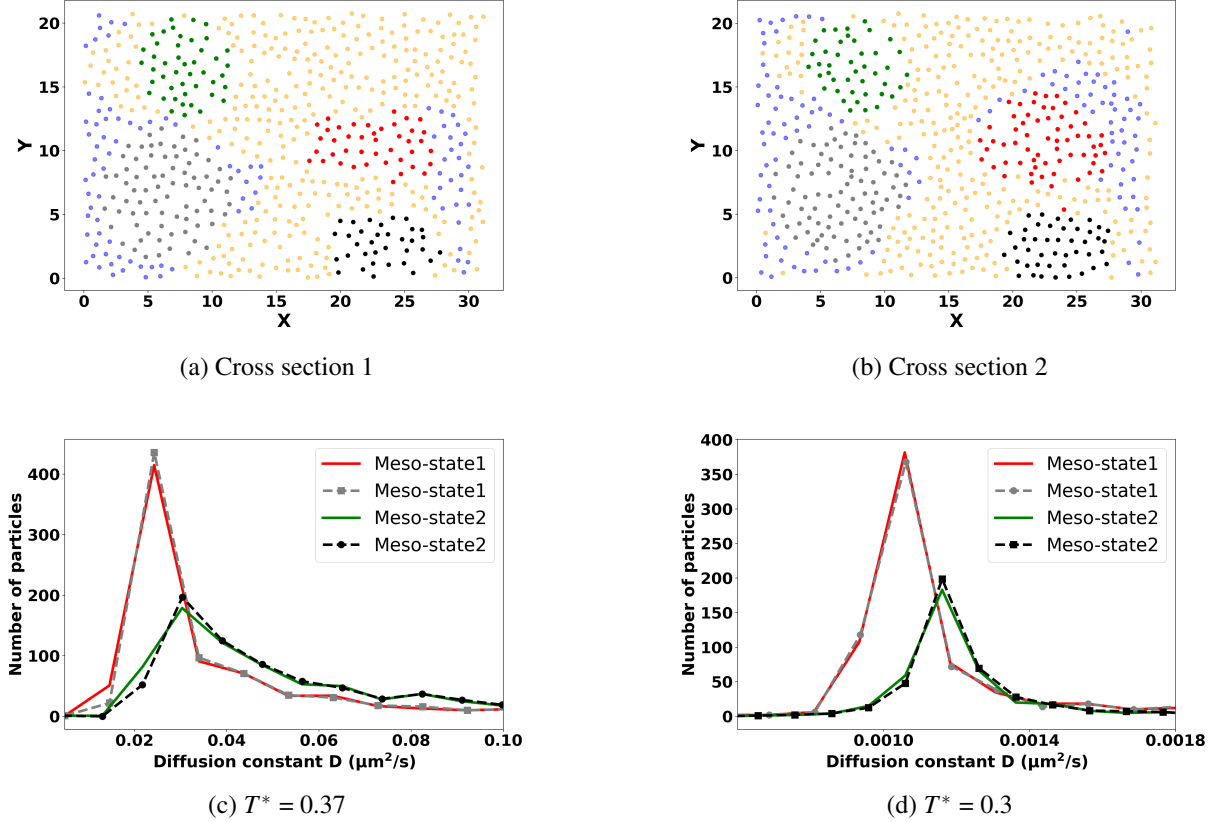 20
15
10
5
0
Y
0 5 10 15 20 25 30
X
(a) Cross section 1
20
15
10
5
0
Y
0 5 10 15 20 25 30
X
(b) Cross section 2
400
300
200
100
0
Number of particles
Meso-state1
Meso-state1
Meso-state2
Meso-state2
0.02 0.04 0.06 0.08 0.10
Diffusion constant D (μm²/s)
(c) T* = 0.37
400
350
300
250
200
150
100
50
0
Number of particles
Meso-state1
Meso-state1
Meso-state2
Meso-state2
0.0010 0.0014 0.0018
Diffusion constant D (μm²/s)
(d) T* = 0.3